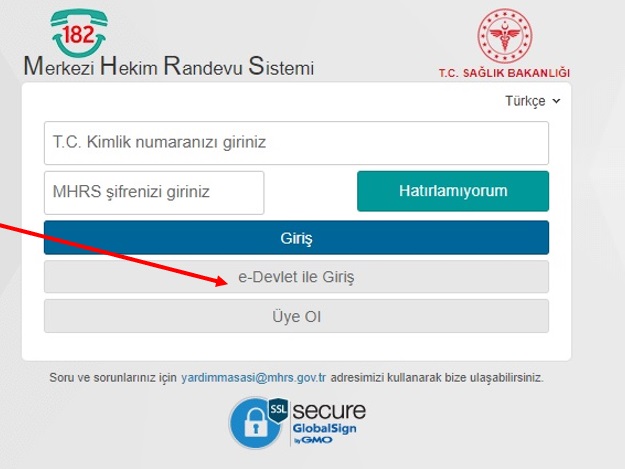 182
Merkezi Hekim Randevu Sistemi
T.C. SAĞLIK BAKANLIĞI
Türkçe
T.C. Kimlik numaranızı giriniz
MHRS şifrenizi giriniz
Hatırlamıyorum
Giriş
e-Devlet ile Giriş
Üye Ol
Soru ve sorunlarınız için yardimmasasi@mhrs.gov.tr adresimizi kullanarak bize ulaşabilirsiniz.
SSL secure
GlobalSign
by GMO